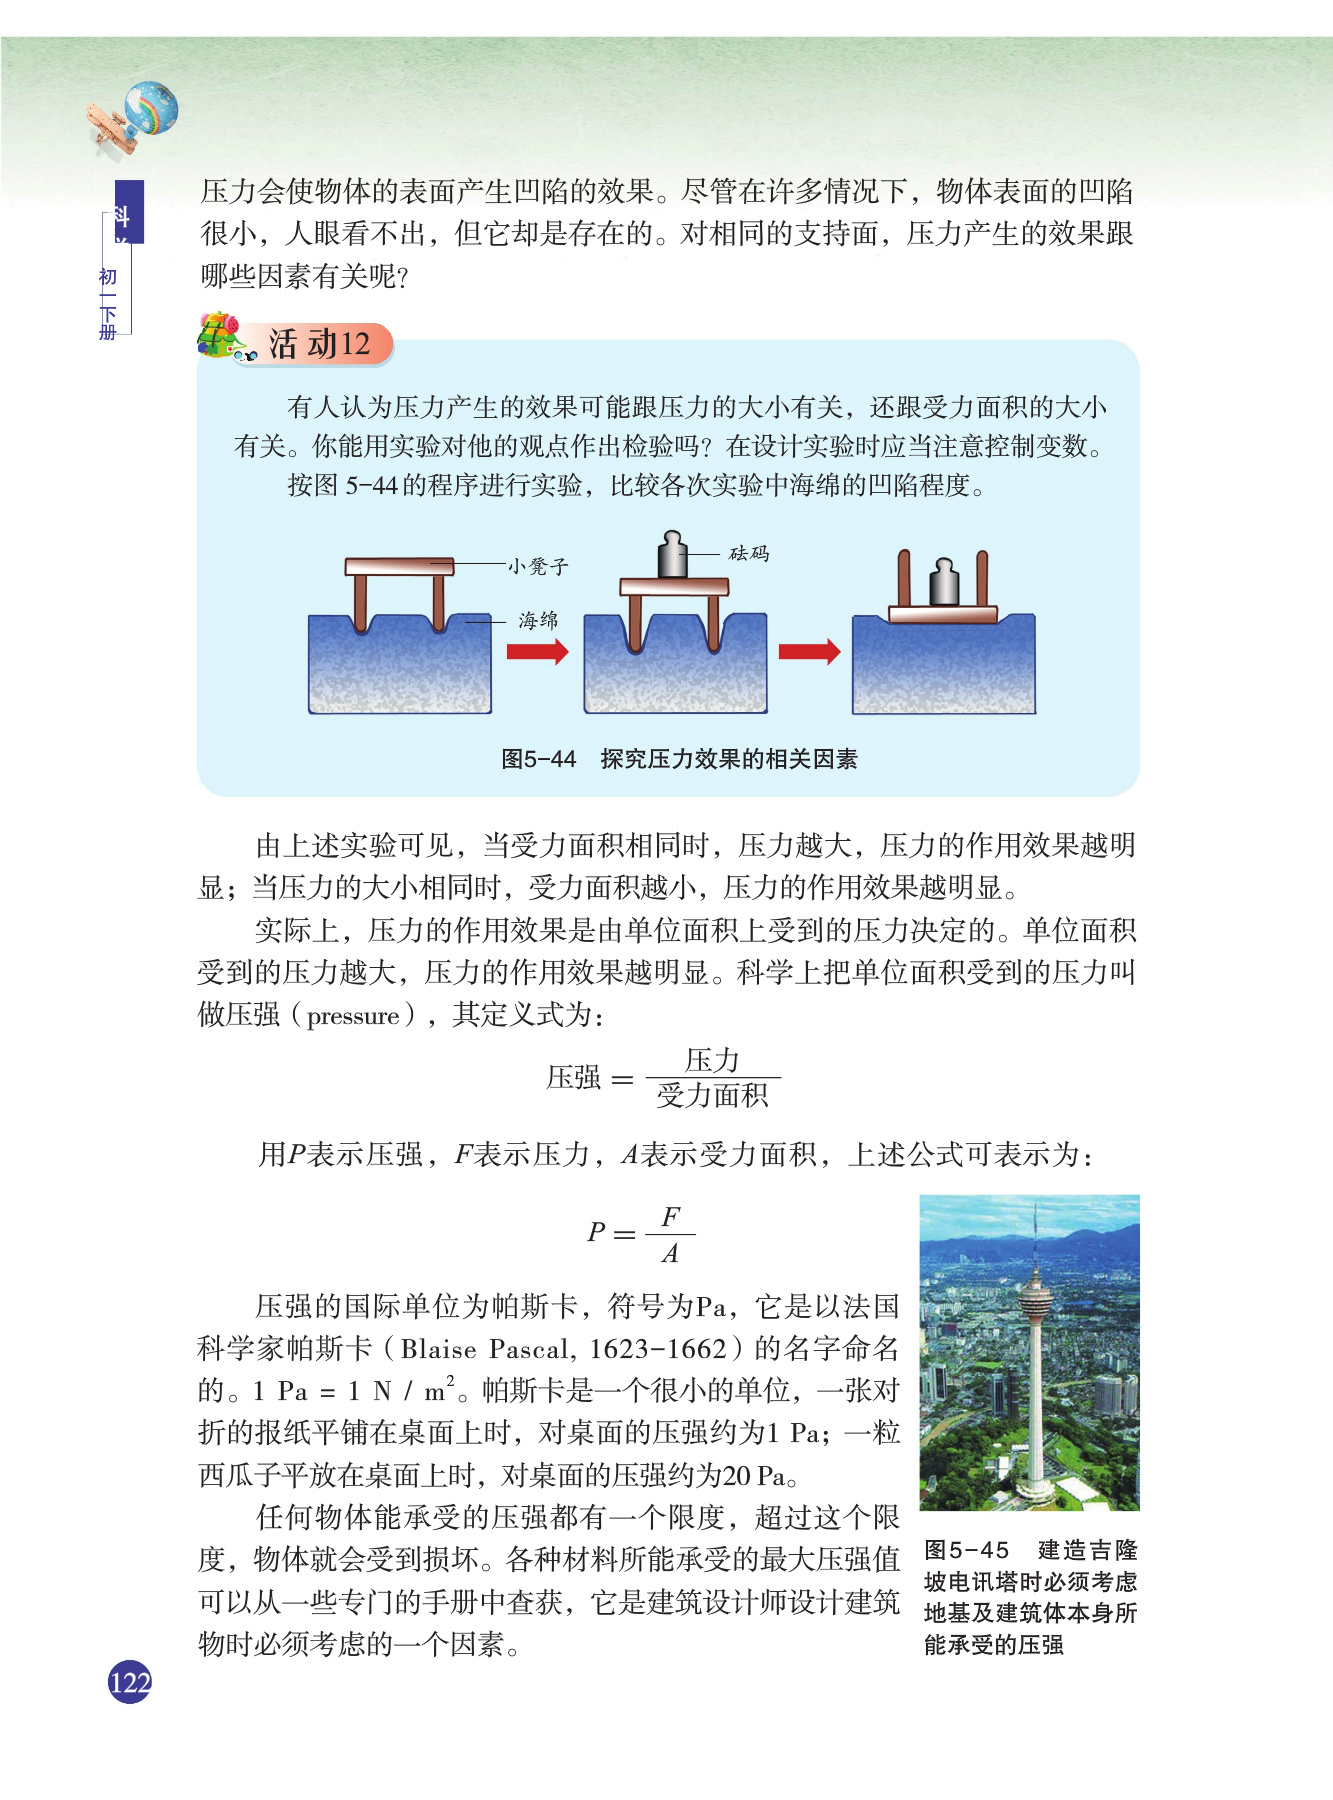 科
初一下册
压力会使物体的表面产生凹陷的效果。尽管在许多情况下，物体表面的凹陷
很小，人眼看不出，但它却是存在的。对相同的支持面，压力产生的效果跟
哪些因素有关呢？
活动12
有人认为压力产生的效果可能跟压力的大小有关，还跟受力面积的大小
有关。你能用实验对他的观点作出检验吗？在设计实验时应当注意控制变数。
按图 5-44的程序进行实验，比较各次实验中海绵的凹陷程度。
小凳子
海绵
砝码
图5-44　探究压力效果的相关因素
由上述实验可见，当受力面积相同时，压力越大，压力的作用效果越明
显；当压力的大小相同时，受力面积越小，压力的作用效果越明显。
实际上，压力的作用效果是由单位面积上受到的压力决定的。单位面积
受到的压力越大，压力的作用效果越明显。科学上把单位面积受到的压力叫
做压强（pressure），其定义式为：
压强 = 压力
受力面积
用P表示压强，F表示压力，A表示受力面积，上述公式可表示为：
P = F
A
压强的国际单位为帕斯卡，符号为Pa，它是以法国
科学家帕斯卡（Blaise Pascal, 1623-1662）的名字命名
的。1 Pa = 1 N / m²。帕斯卡是一个很小的单位，一张对
折的报纸平铺在桌面上时，对桌面的压强约为1 Pa；一粒
西瓜子平放在桌面上时，对桌面的压强约为20 Pa。
任何物体能承受的压强都有一个限度，超过这个限
度，物体就会受到损坏。各种材料所能承受的最大压强值
可以从一些专门的手册中查获，它是建筑设计师设计建筑
物时必须考虑的一个因素。
图5-45　建造吉隆
坡电讯塔时必须考虑
地基及建筑体本身所
能承受的压强
122